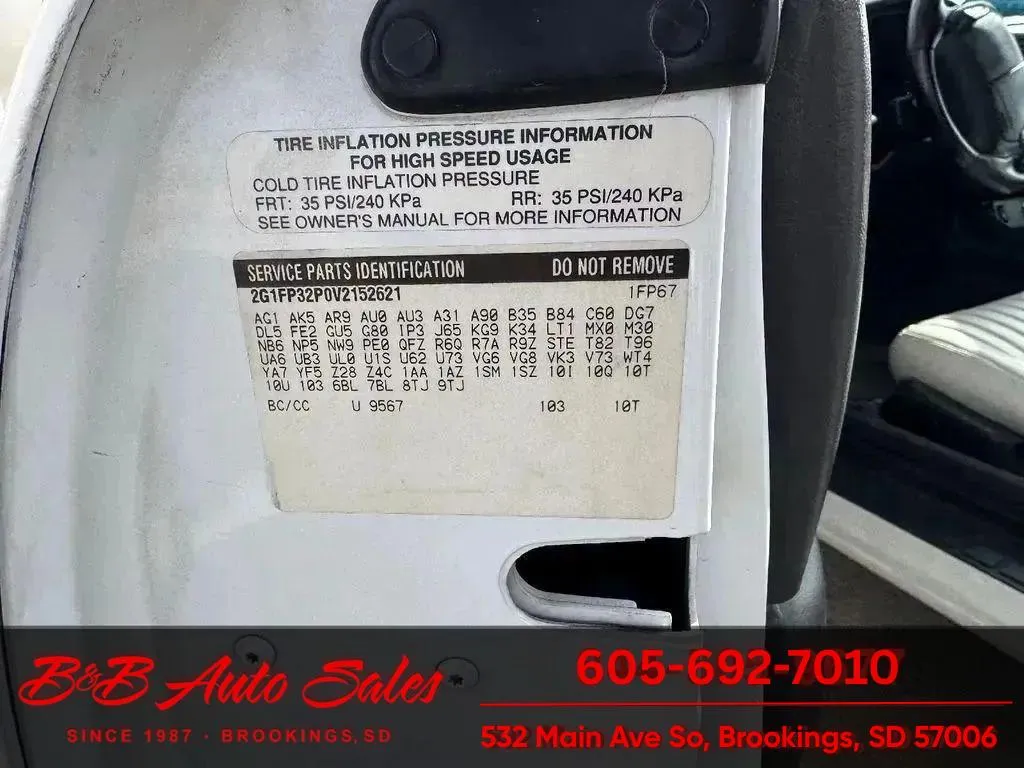 TIRE INFLATION PRESSURE INFORMATION
FOR HIGH SPEED USAGE
COLD TIRE INFLATION PRESSURE
FRT: 35 PSI/240 KPa RR: 35 PSI/240 KPa
SEE OWNER'S MANUAL FOR MORE INFORMATION
SERVICE PARTS IDENTIFICATION DO NOT REMOVE
2G1FP32P0V2152621 1FP67
AG1 AK5 AR9 AU0 AU3 A31 A90 B35 B84 C60 DG7
DL5 FE2 GU5 G80 IP3 J65 KG9 K34 LT1 MX0 M30
NB6 NP5 NW9 PE0 QFZ R6Q R7A R9Z STE T82 T96
UA6 UB3 UL0 U1S U62 U73 VG6 VG8 VK3 V73 WT4
YA7 YF5 Z28 Z4C 1AA 1AZ 1SM 1SZ 10I 10Q 10T
10U 103 6BL 7BL 8TJ 9TJ
BC/CC U 9567 103 10T
B&B Auto Sales
SINCE 1987 · BROOKINGS, SD
605-692-7010
532 Main Ave So, Brookings, SD 57006